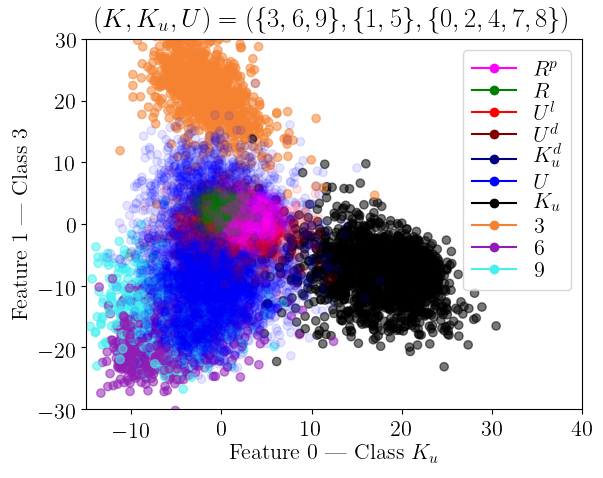 (K, K_u, U) = ({3, 6, 9}, {1, 5}, {0, 2, 4, 7, 8})
30
20
10
0
−10
−20
−30
Feature 1 — Class 3
R^p
R
U^l
U^d
K_u^d
U
K_u
3
6
9
−10
0
10
20
30
40
Feature 0 — Class K_u